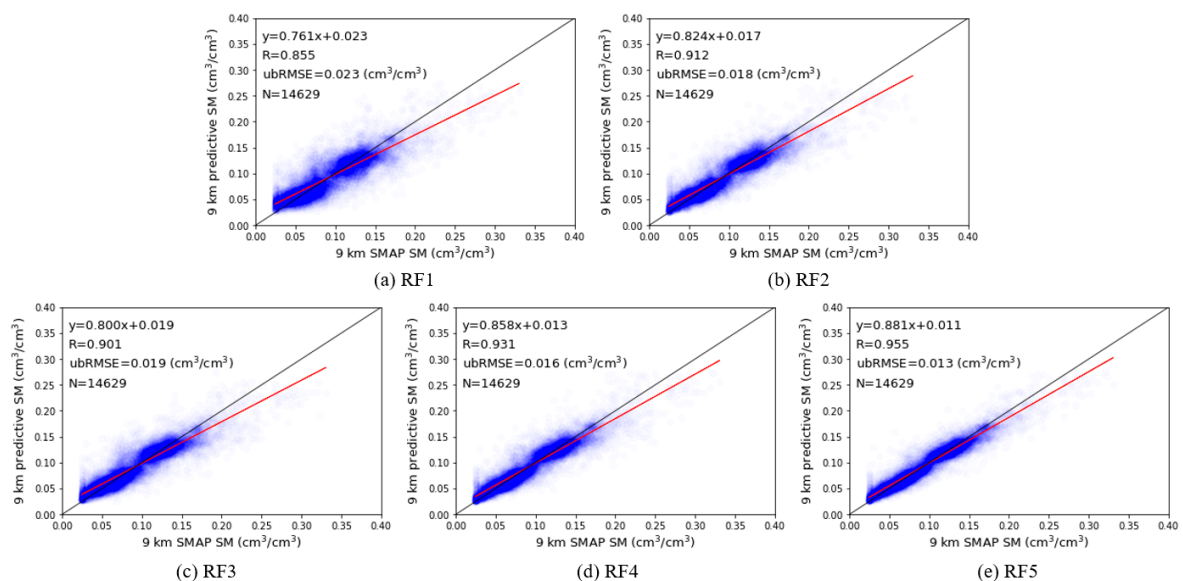 y=0.761x+0.023
R=0.855
ubRMSE=0.023 (cm³/cm³)
N=14629
0.40
0.35
0.30
0.25
0.20
0.15
0.10
0.05
0.00
0.00 0.05 0.10 0.15 0.20 0.25 0.30 0.35 0.40
9 km predictive SM (cm³/cm³)
9 km SMAP SM (cm³/cm³)
(a) RF1
y=0.824x+0.017
R=0.912
ubRMSE=0.018 (cm³/cm³)
N=14629
0.40
0.35
0.30
0.25
0.20
0.15
0.10
0.05
0.00
0.00 0.05 0.10 0.15 0.20 0.25 0.30 0.35 0.40
9 km predictive SM (cm³/cm³)
9 km SMAP SM (cm³/cm³)
(b) RF2
y=0.800x+0.019
R=0.901
ubRMSE=0.019 (cm³/cm³)
N=14629
0.40
0.35
0.30
0.25
0.20
0.15
0.10
0.05
0.00
0.00 0.05 0.10 0.15 0.20 0.25 0.30 0.35 0.40
9 km predictive SM (cm³/cm³)
9 km SMAP SM (cm³/cm³)
(c) RF3
y=0.858x+0.013
R=0.931
ubRMSE=0.016 (cm³/cm³)
N=14629
0.40
0.35
0.30
0.25
0.20
0.15
0.10
0.05
0.00
0.00 0.05 0.10 0.15 0.20 0.25 0.30 0.35 0.40
9 km predictive SM (cm³/cm³)
9 km SMAP SM (cm³/cm³)
(d) RF4
y=0.881x+0.011
R=0.955
ubRMSE=0.013 (cm³/cm³)
N=14629
0.40
0.35
0.30
0.25
0.20
0.15
0.10
0.05
0.00
0.00 0.05 0.10 0.15 0.20 0.25 0.30 0.35 0.40
9 km predictive SM (cm³/cm³)
9 km SMAP SM (cm³/cm³)
(e) RF5